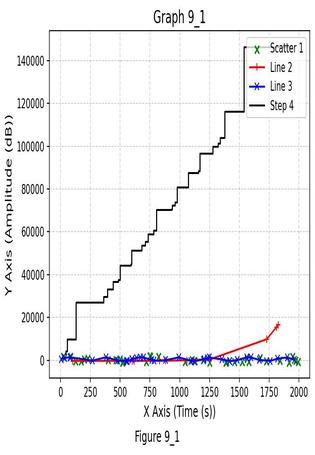 Graph 9_1
Scatter 1
Line 2
Line 3
Step 4
Y Axis (Amplitude (dB))
140000
120000
100000
80000
60000
40000
20000
0
0 250 500 750 1000 1250 1500 1750 2000
X Axis (Time (s))
Figure 9_1